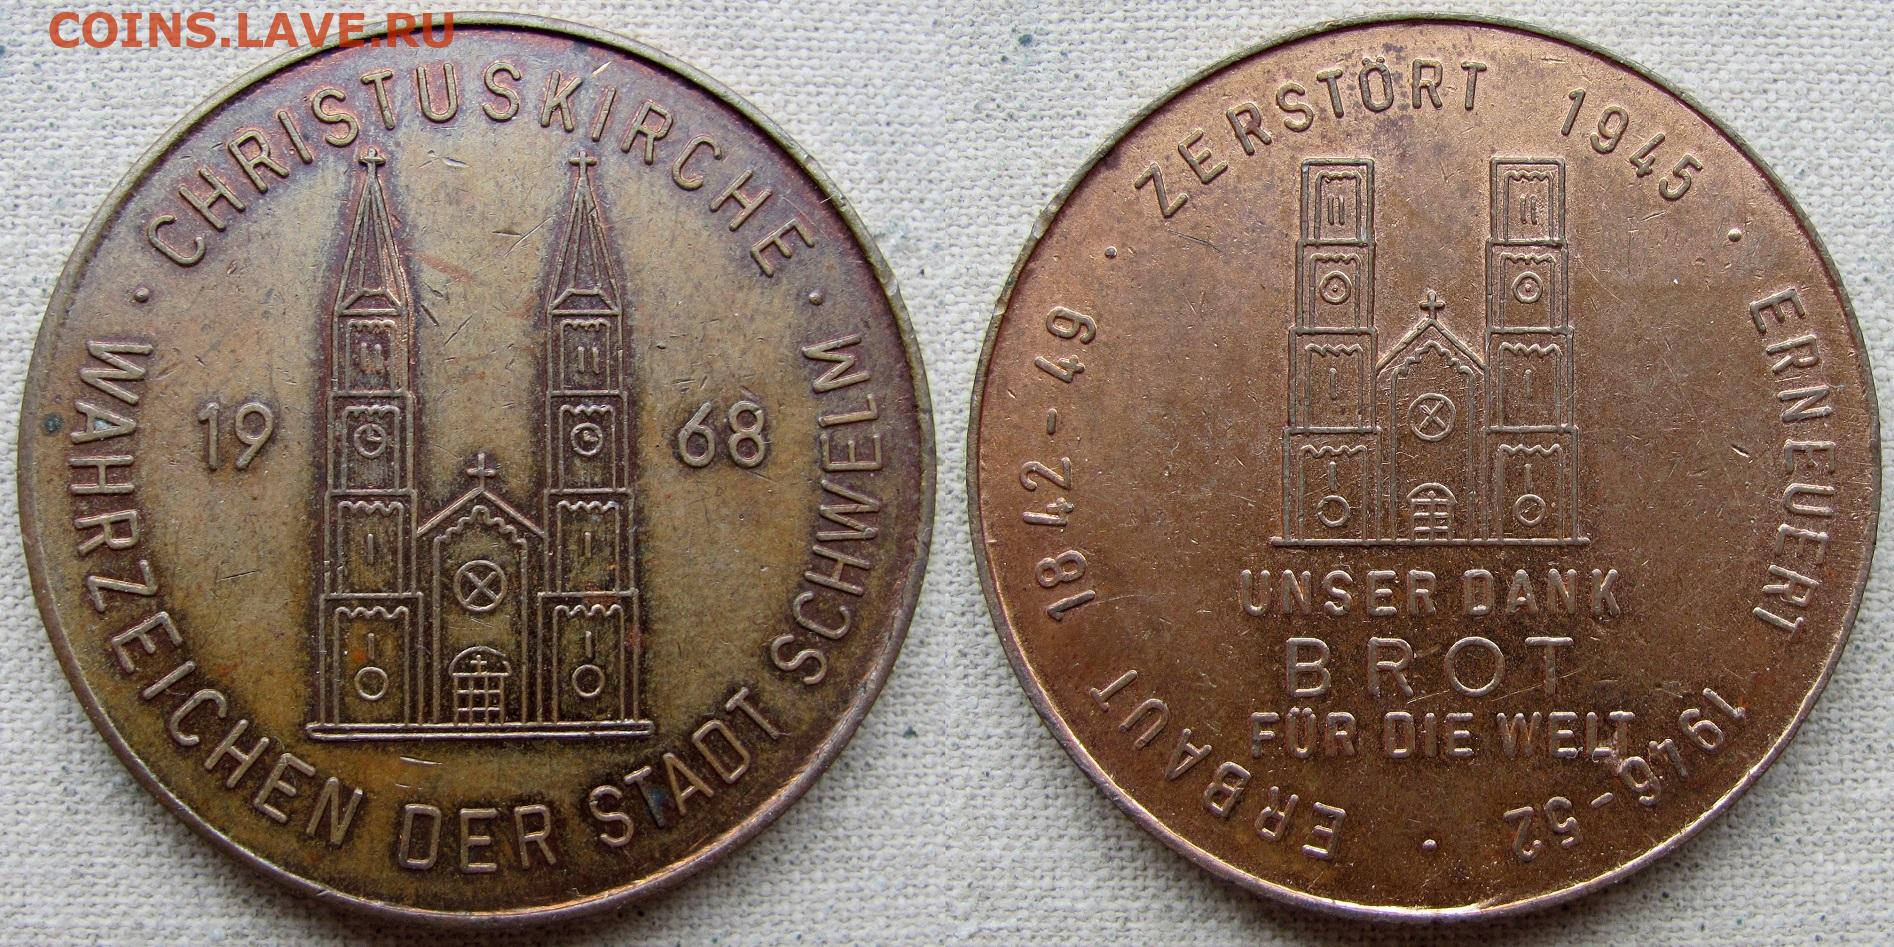 COINS.LAVE.RU
· CHRISTUSKIRCHE ·
WAHRZEICHEN DER STADT SCHWELM
19 68
ERBAUT 1842-49 · ZERSTÖRT 1945 · ERNEUERT 1946-52 ·
UNSER DANK
BROT
FÜR DIE WELT